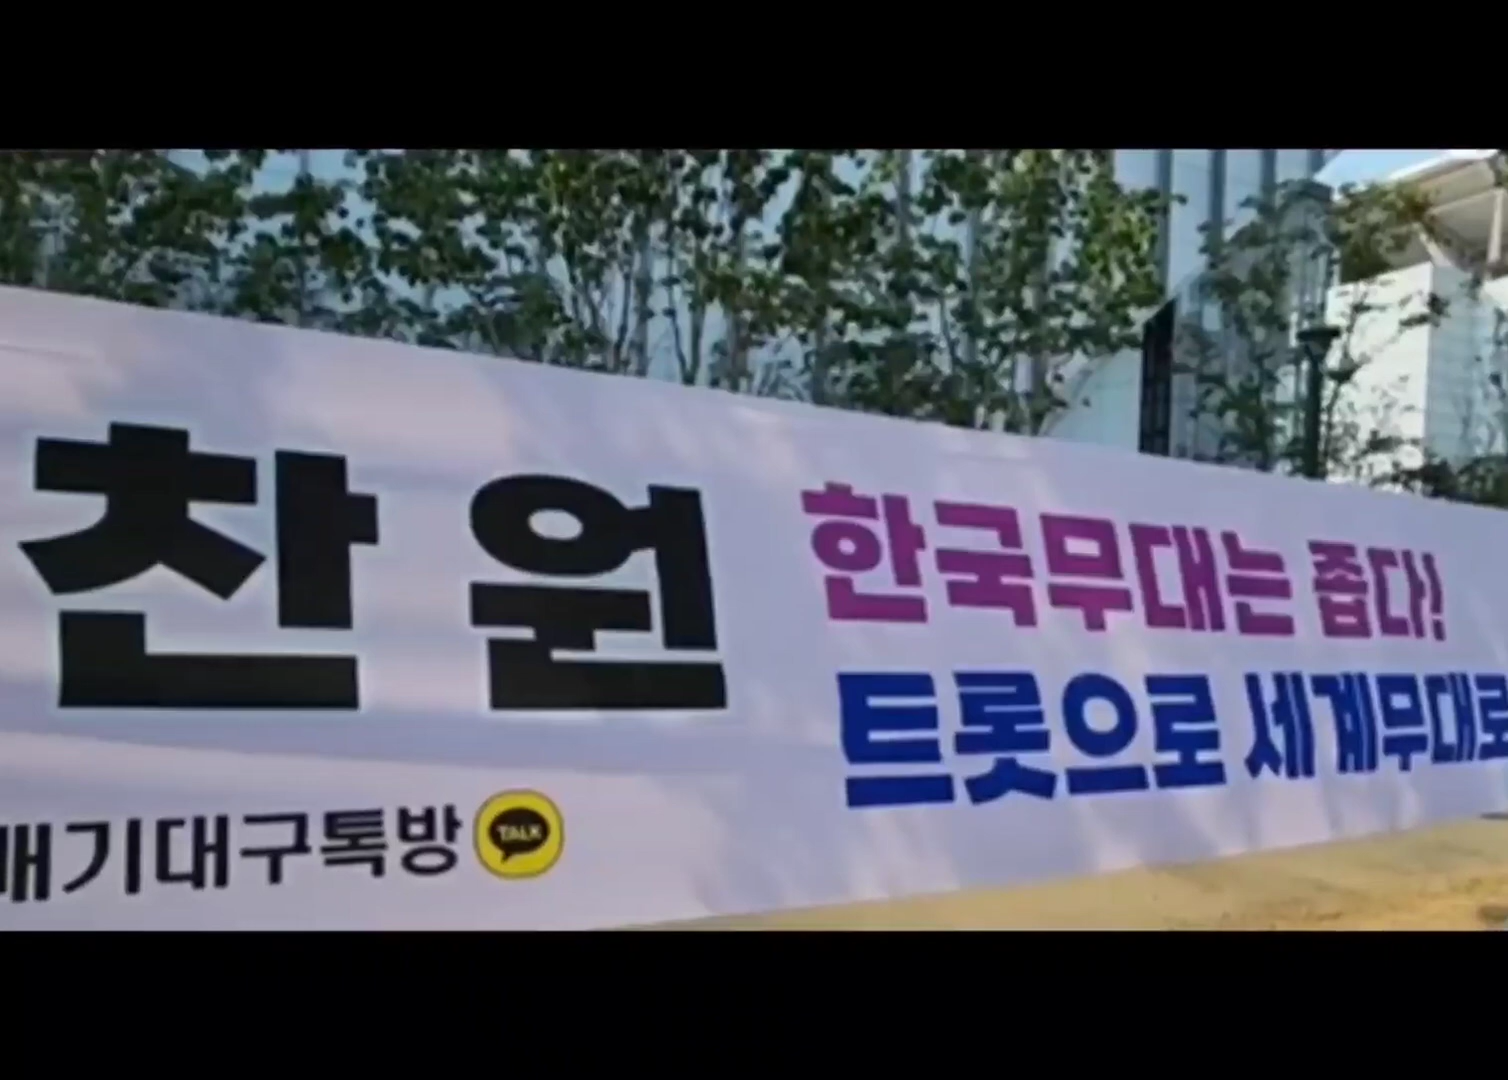 찬원
한국무대는 좁다!
트롯으로 세계무대로
배기대구톡방
TALK